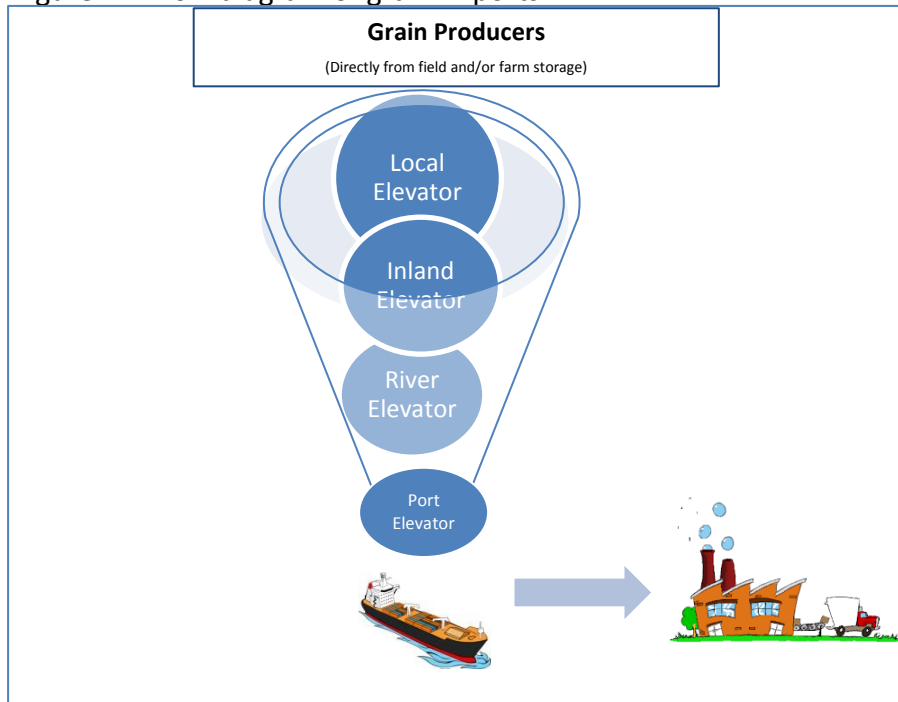 Grain Producers
(Directly from field and/or farm storage)
Local
Elevator
Inland
Elevator
River
Elevator
Port
Elevator